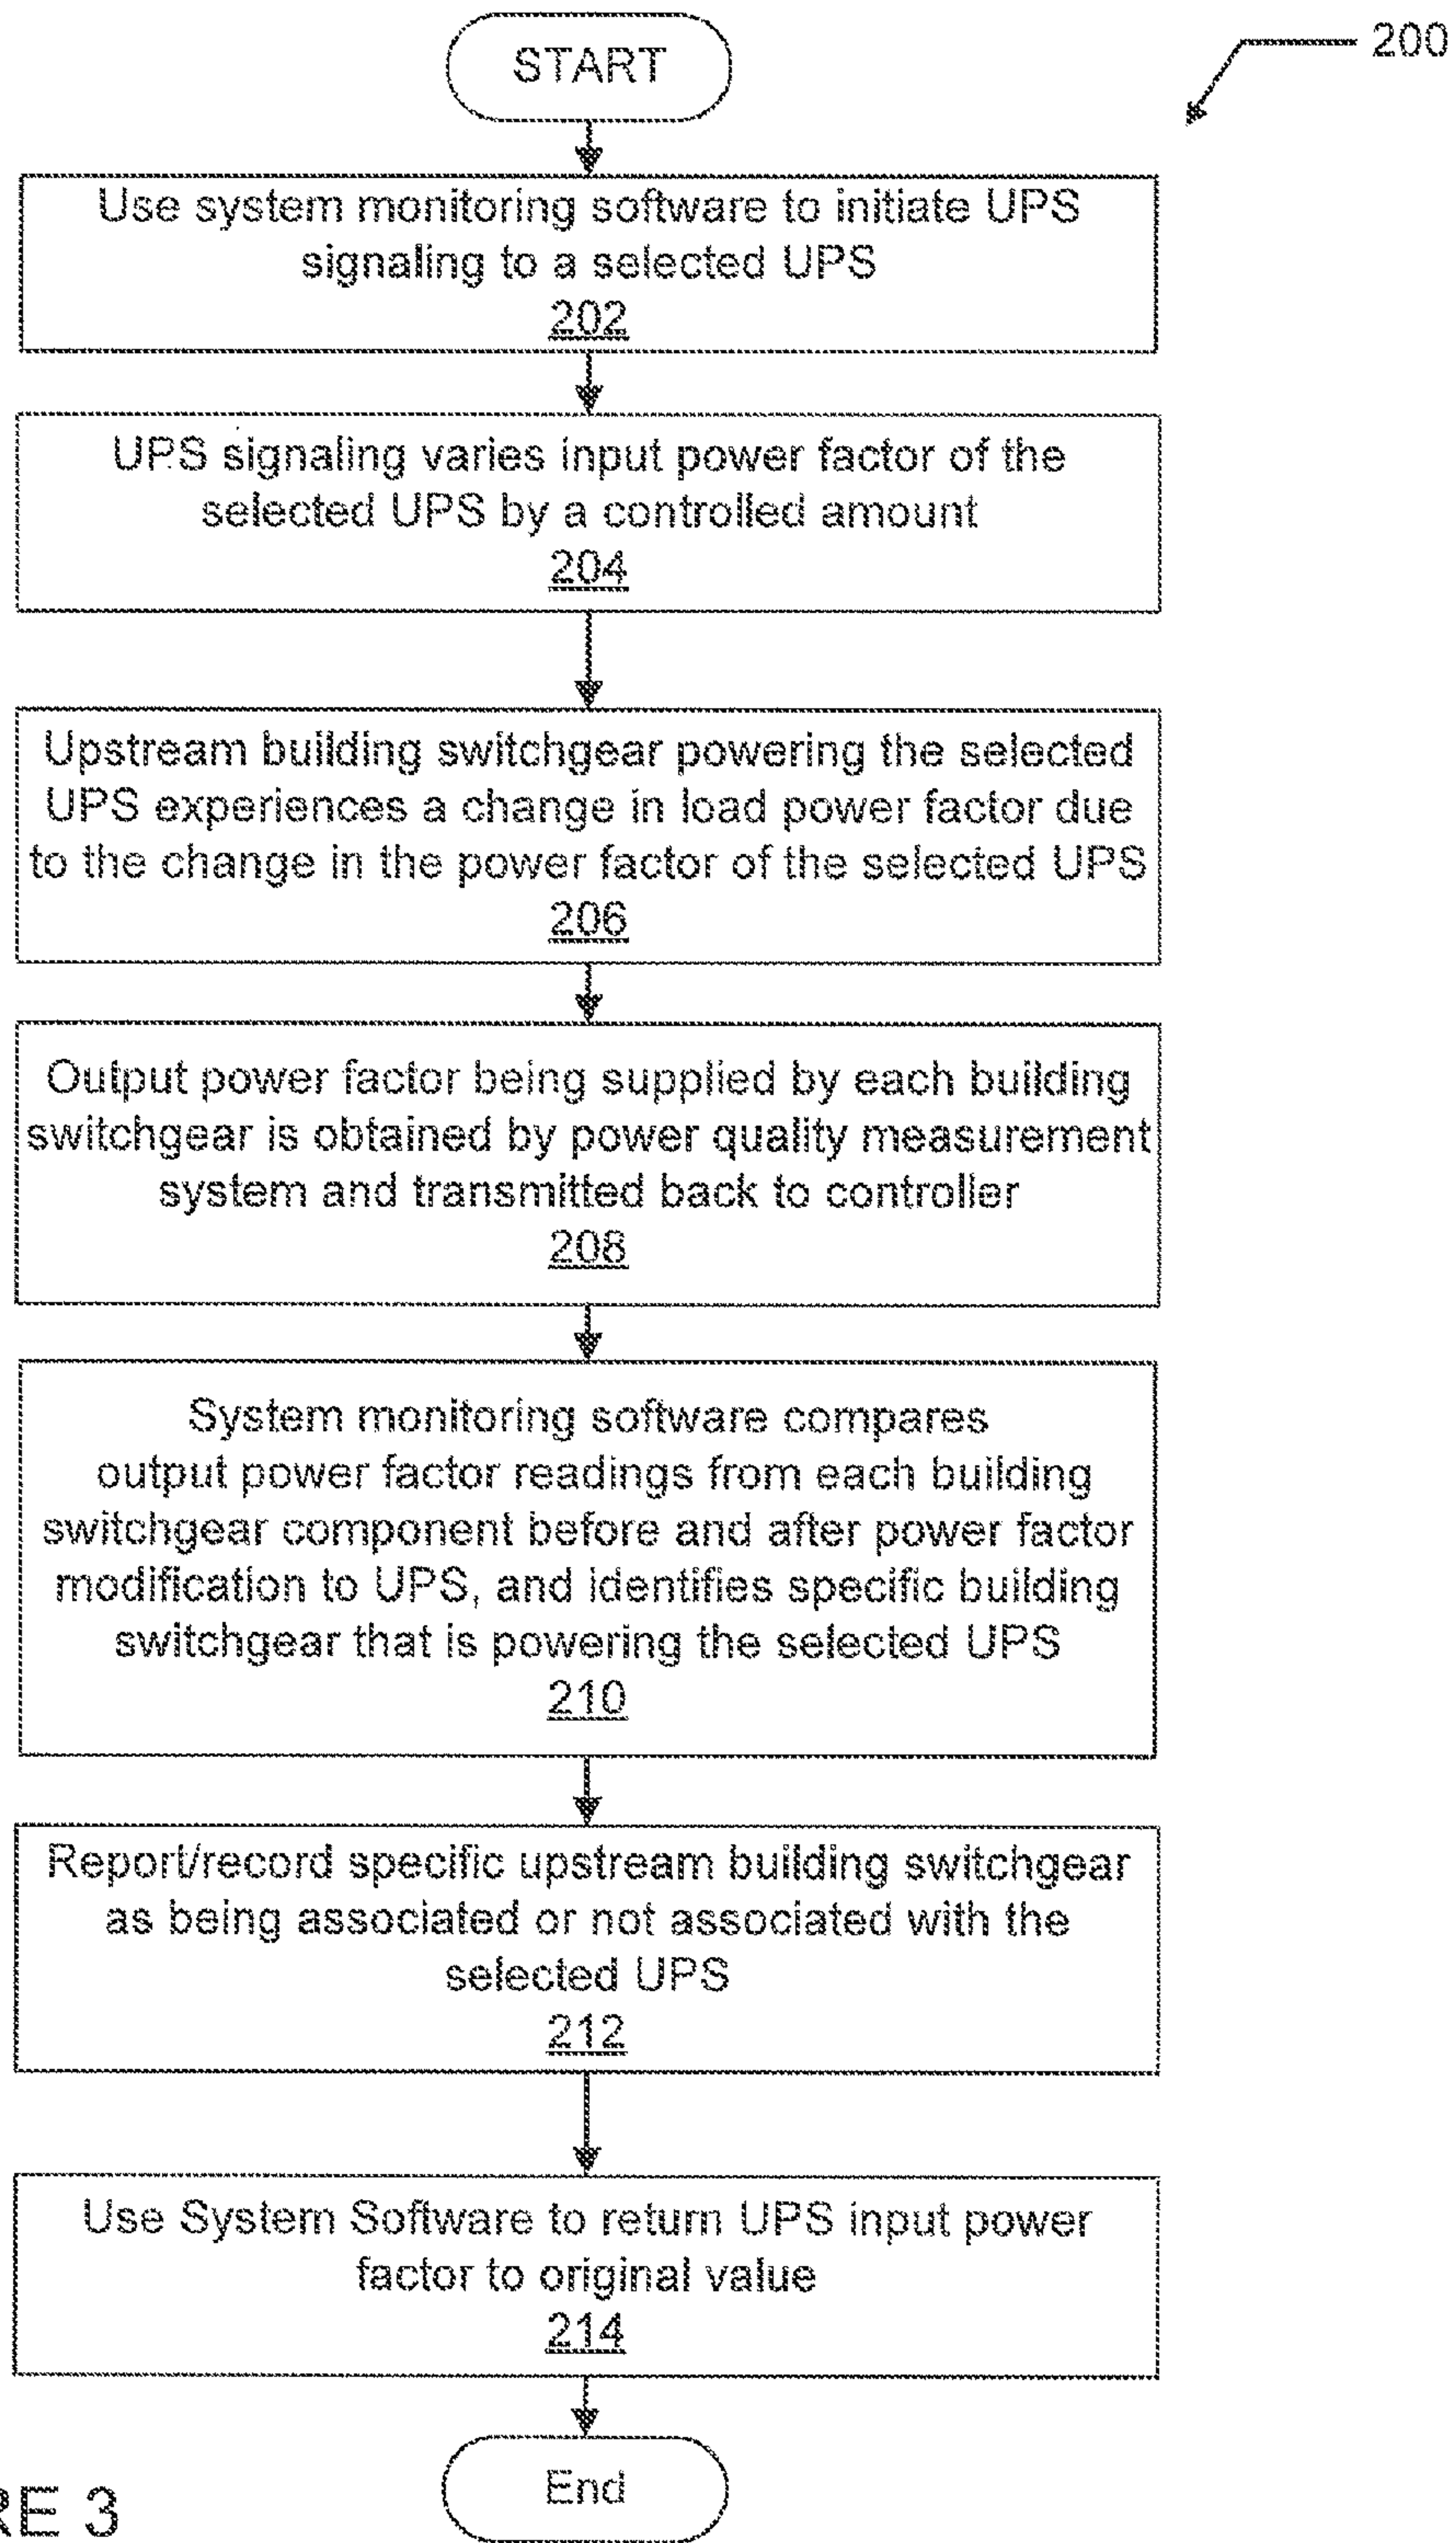 START
200
Use system monitoring software to initiate UPS
signaling to a selected UPS
202
UPS signaling varies input power factor of the
selected UPS by a controlled amount
204
Upstream building switchgear powering the selected
UPS experiences a change in load power factor due
to the change in the power factor of the selected UPS
206
Output power factor being supplied by each building
switchgear is obtained by power quality measurement
system and transmitted back to controller
208
System monitoring software compares
output power factor readings from each building
switchgear component before and after power factor
modification to UPS, and identifies specific building
switchgear that is powering the selected UPS
210
Report/record specific upstream building switchgear
as being associated or not associated with the
selected UPS
212
Use System Software to return UPS input power
factor to original value
214
End
RE 3